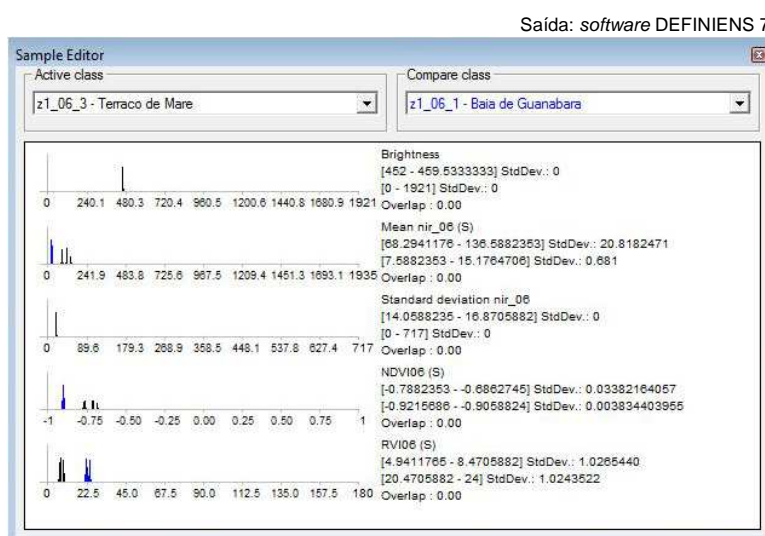 Saída: software DEFINIENS 7
Sample Editor
Active class
z1_06_3 - Terraco de Mare
Compare class
z1_06_1 - Baia de Guanabara
Brightness
[452 - 459.5333333] StdDev.: 0
[0 - 1921] StdDev.: 0
0 240.1 480.3 720.4 960.5 1200.6 1440.8 1680.9 1921 Overlap : 0.00
Mean nir_06 (S)
[68.2941176 - 136.5882353] StdDev.: 20.8182471
[7.5882353 - 15.1764706] StdDev.: 0.681
0 241.9 483.8 725.6 967.5 1209.4 1451.3 1693.1 1935 Overlap : 0.00
Standard deviation nir_06
[14.0588235 - 16.8705882] StdDev.: 0
[0 - 717] StdDev.: 0
0 89.6 179.3 268.9 358.5 448.1 537.8 627.4 717 Overlap : 0.00
NDVI06 (S)
[-0.7882353 - -0.6862745] StdDev.: 0.03382164057
[-0.9215686 - -0.9058824] StdDev.: 0.003834403955
-1 -0.75 -0.50 -0.25 0.00 0.25 0.50 0.75 1 Overlap : 0.00
RVI06 (S)
[4.9411765 - 8.4705882] StdDev.: 1.0265440
[20.4705882 - 24] StdDev.: 1.0243522
0 22.5 45.0 67.5 90.0 112.5 135.0 157.5 180 Overlap : 0.00